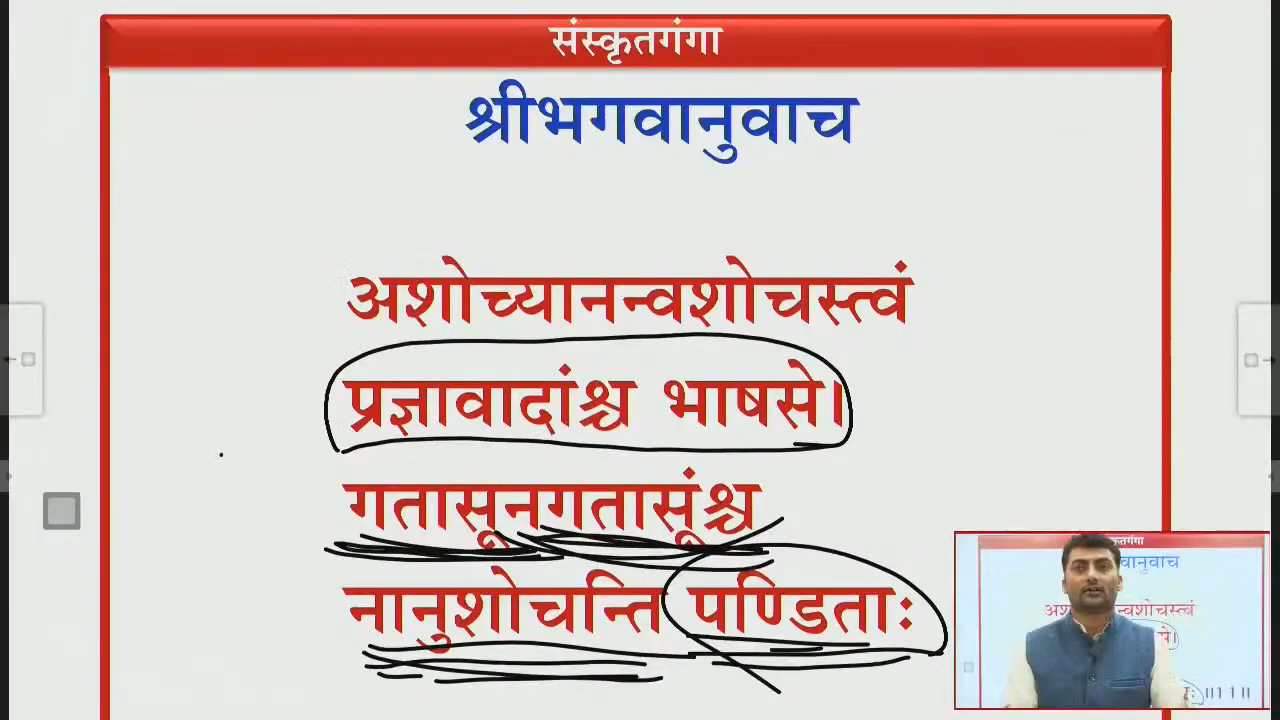 संस्कृतगंगा
श्रीभगवानुवाच
अशोच्यानन्वशोचस्त्वं
प्रज्ञावादांश्च भाषसे।
गतासूनगतासूंश्च
नानुशोचन्ति पण्डिताः